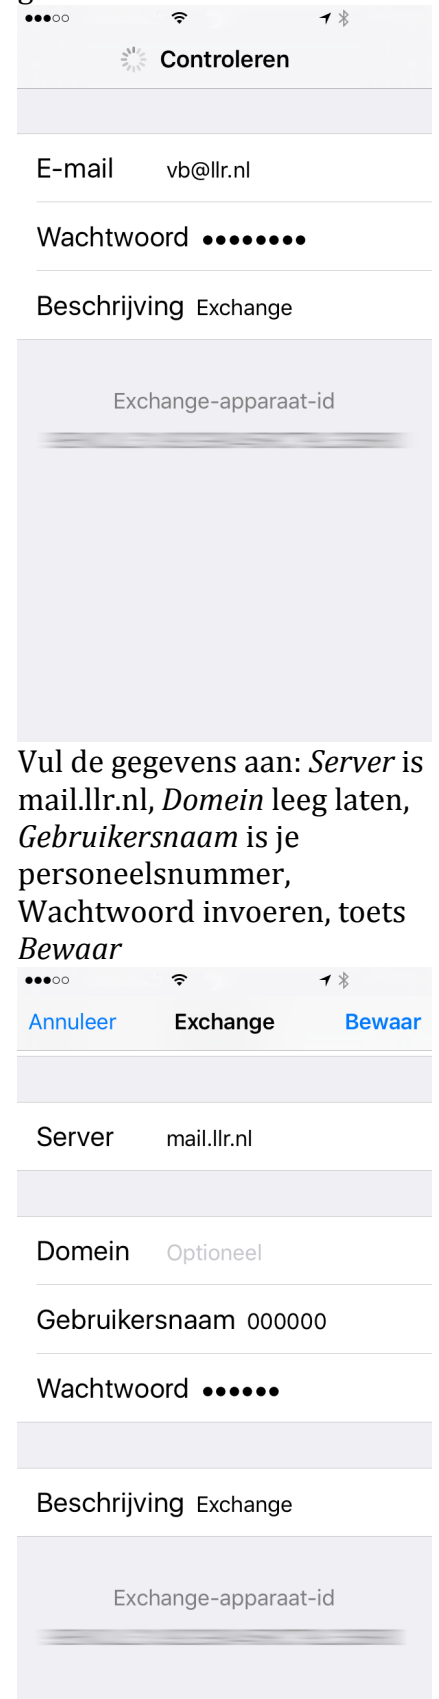 Controleren
E-mail vb@llr.nl
Wachtwoord ●●●●●●●●
Beschrijving Exchange
Exchange-apparaat-id
Vul de gegevens aan: Server is
mail.llr.nl, Domein leeg laten,
Gebruikersnaam is je
personeelsnummer,
Wachtwoord invoeren, toets
Bewaar
Annuleer Exchange Bewaar
Server mail.llr.nl
Domein Optioneel
Gebruikersnaam 000000
Wachtwoord ●●●●●●
Beschrijving Exchange
Exchange-apparaat-id